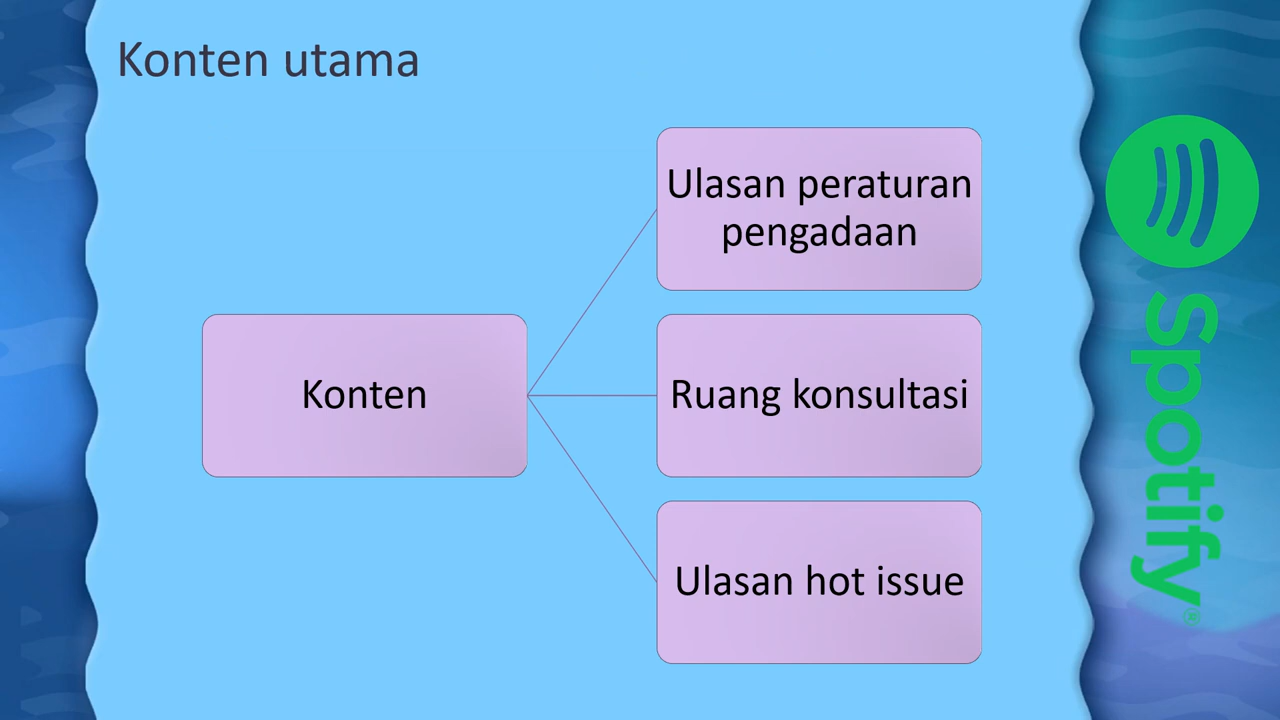 Konten utama
Konten
Ulasan peraturan
pengadaan
Ruang konsultasi
Ulasan hot issue
Spotify®